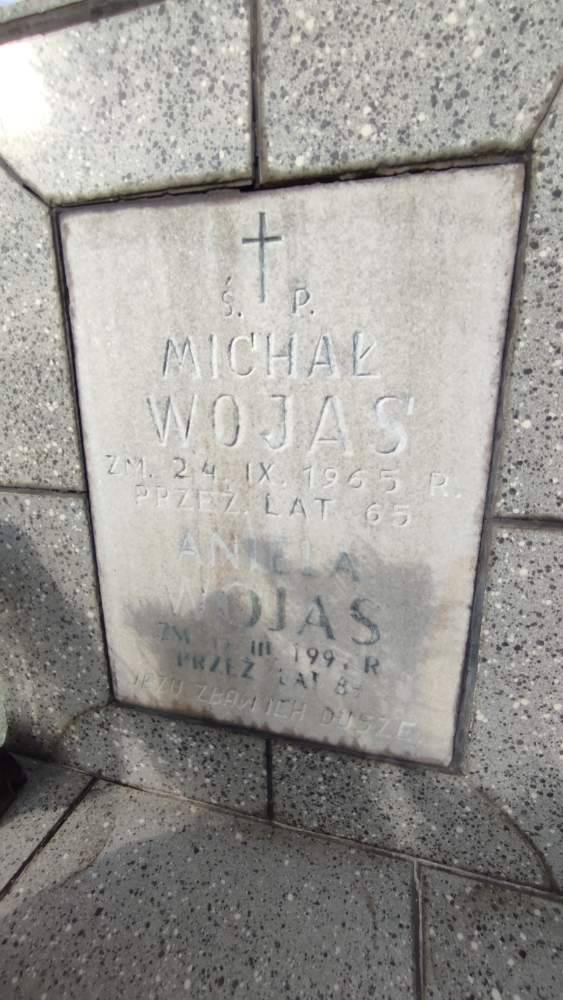 Ś. P.
MICHAŁ
WOJAS
ZM. 24. IX. 1965 R.
PRZEŻ. LAT 65
ANIELA
WOJAS
ZM. III R
PRZEŻ LAT
JEZU ZBAW ICH DUSZE